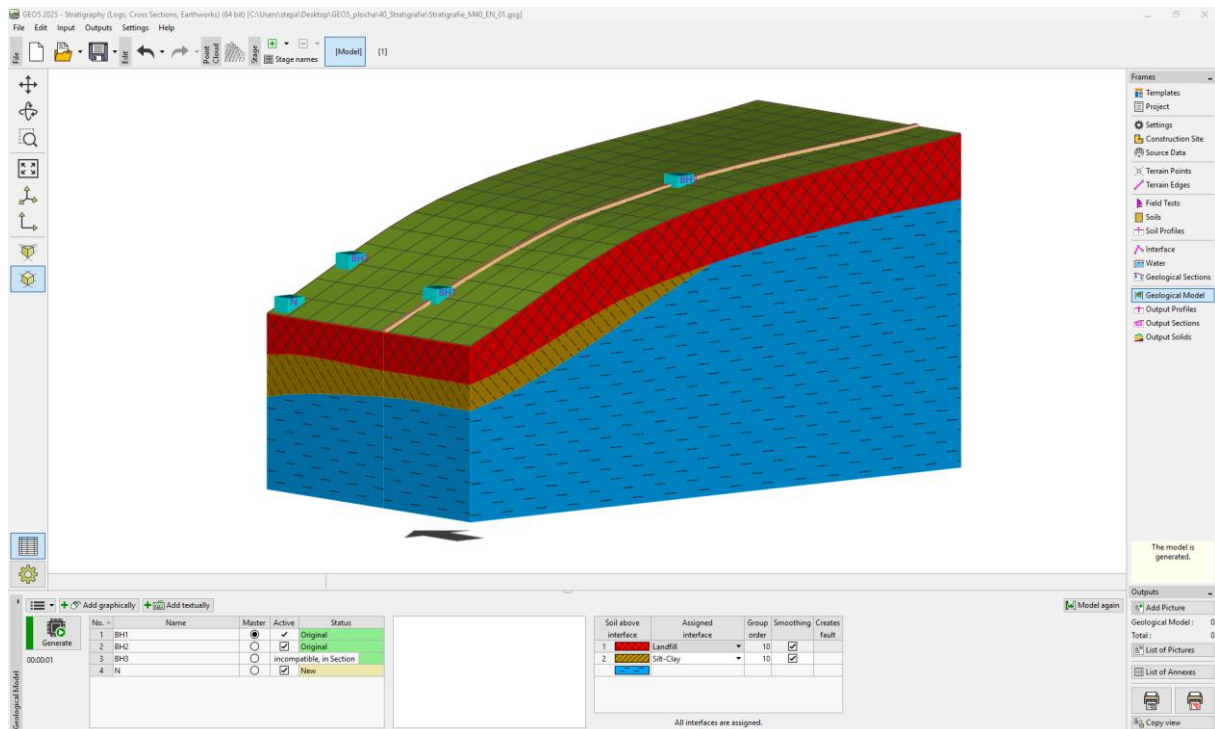 GEO5 2025 - Stratigraphy (Logs, Cross Sections, Earthworks) (64 bit) [C:\Users\stepa\Desktop\GEO5_plocha\40_Stratigrafie\Stratigrafie_M40_EN_01.gsg]
File Edit Input Outputs Settings Help
File
Edit
Point Cloud
Stage
Stage names
[Model]
[1]
BH
BH
BH
N
Frames
Templates
Project
Settings
Construction Site
Source Data
Terrain Points
Terrain Edges
Field Tests
Soils
Soil Profiles
Interface
Water
Geological Sections
Geological Model
Output Profiles
Output Sections
Output Solids
The model is
generated.
Outputs
Add Picture
Geological Model : 0
Total : 0
List of Pictures
List of Annexes
Copy view
Geological Model
Add graphically Add textually
Model again
Generate
00:00:01
No. Name Master Active Status
1 BH1 Original
2 BH2 Original
3 BH3 incompatible, in Section
4 N New
Soil above Assigned Group Smoothing Creates
interface interface order fault
1 Landfill 10
2 Silt-Clay 10
All interfaces are assigned.